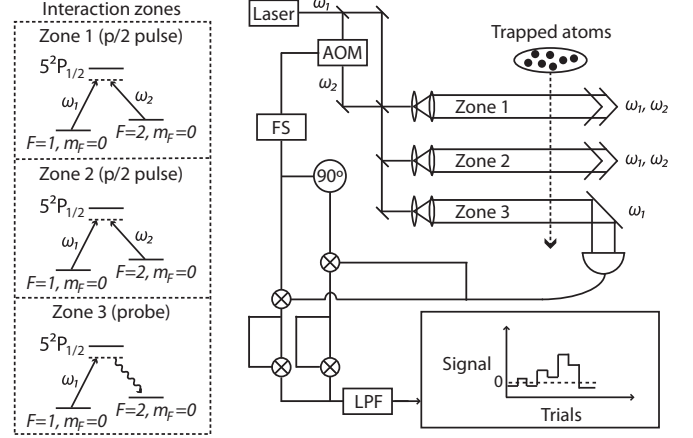 Interaction zones
Zone 1 (p/2 pulse)
5²P1/2
ω1
ω2
F=1, mF=0
F=2, mF=0
Zone 2 (p/2 pulse)
5²P1/2
ω1
ω2
F=1, mF=0
F=2, mF=0
Zone 3 (probe)
5²P1/2
ω1
F=1, mF=0
F=2, mF=0
Laser
ω1
AOM
ω2
FS
90º
Trapped atoms
Zone 1
ω1, ω2
Zone 2
ω1, ω2
Zone 3
ω1
LPF
Signal
0
Trials